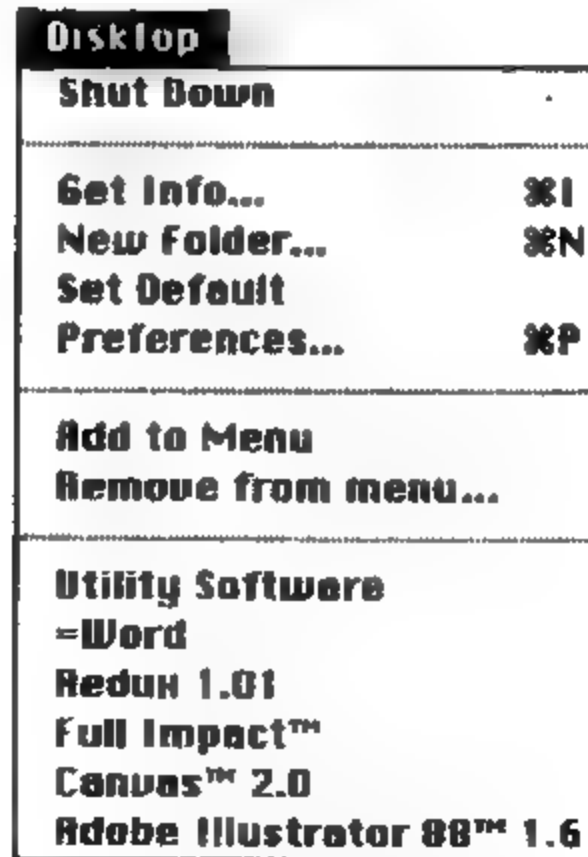 DiskTop
Shut Down
Get Info... ⌘I
New Folder... ⌘N
Set Default
Preferences... ⌘P
Add to Menu
Remove from menu...
Utility Software
=Word
Redux 1.01
Full Impact™
Canvas™ 2.0
Adobe Illustrator 88™ 1.6